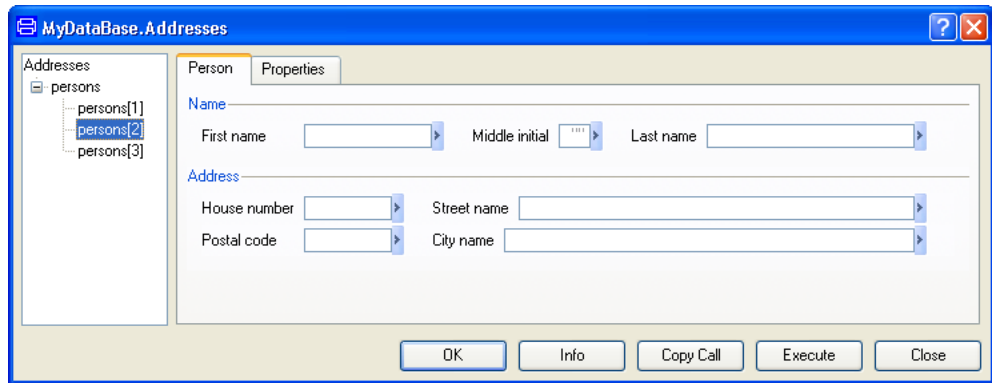 MyDataBase.Addresses
Addresses
persons
persons[1]
persons[2]
persons[3]
Person Properties
Name
First name Middle initial "" Last name
Address
House number Street name
Postal code City name
OK Info Copy Call Execute Close